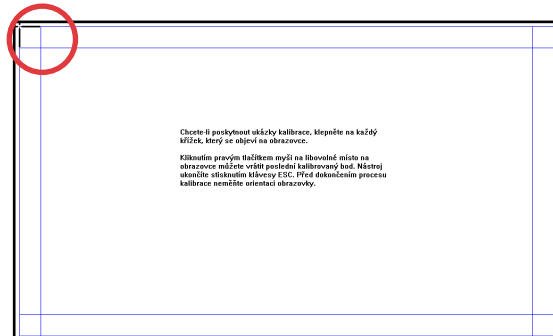 Chcete-li poskytnout ukázky kalibrace, klepněte na každý
křížek, který se objeví na obrazovce.
Kliknutím pravým tlačítkem myši na libovolné místo na
obrazovce můžete vrátit poslední kalibrovaný bod. Nástroj
ukončíte stisknutím klávesy ESC. Před dokončením procesu
kalibrace neměňte orientaci obrazovky.